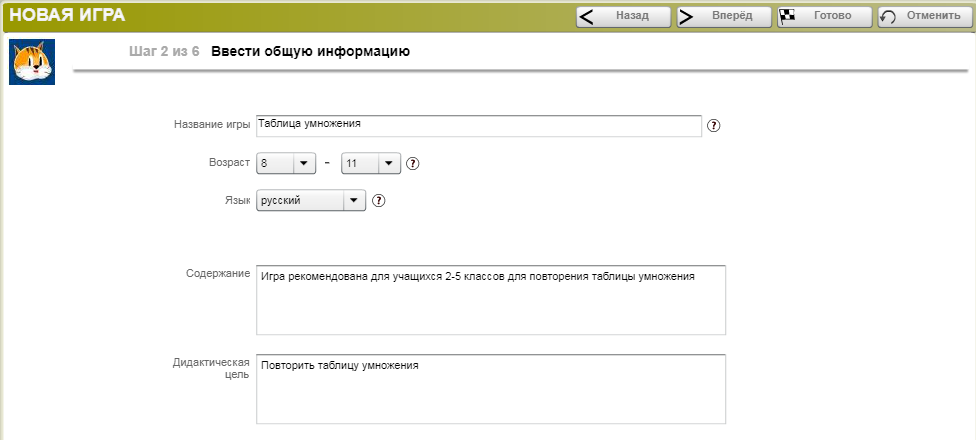 НОВАЯ ИГРА
Назад
Вперёд
Готово
Отменить
Шаг 2 из 6 Ввести общую информацию
Название игры Таблица умножения ?
Возраст 8 - 11 ?
Язык русский ?
Содержание Игра рекомендована для учащихся 2-5 классов для повторения таблицы умножения
Дидактическая
цель
Повторить таблицу умножения